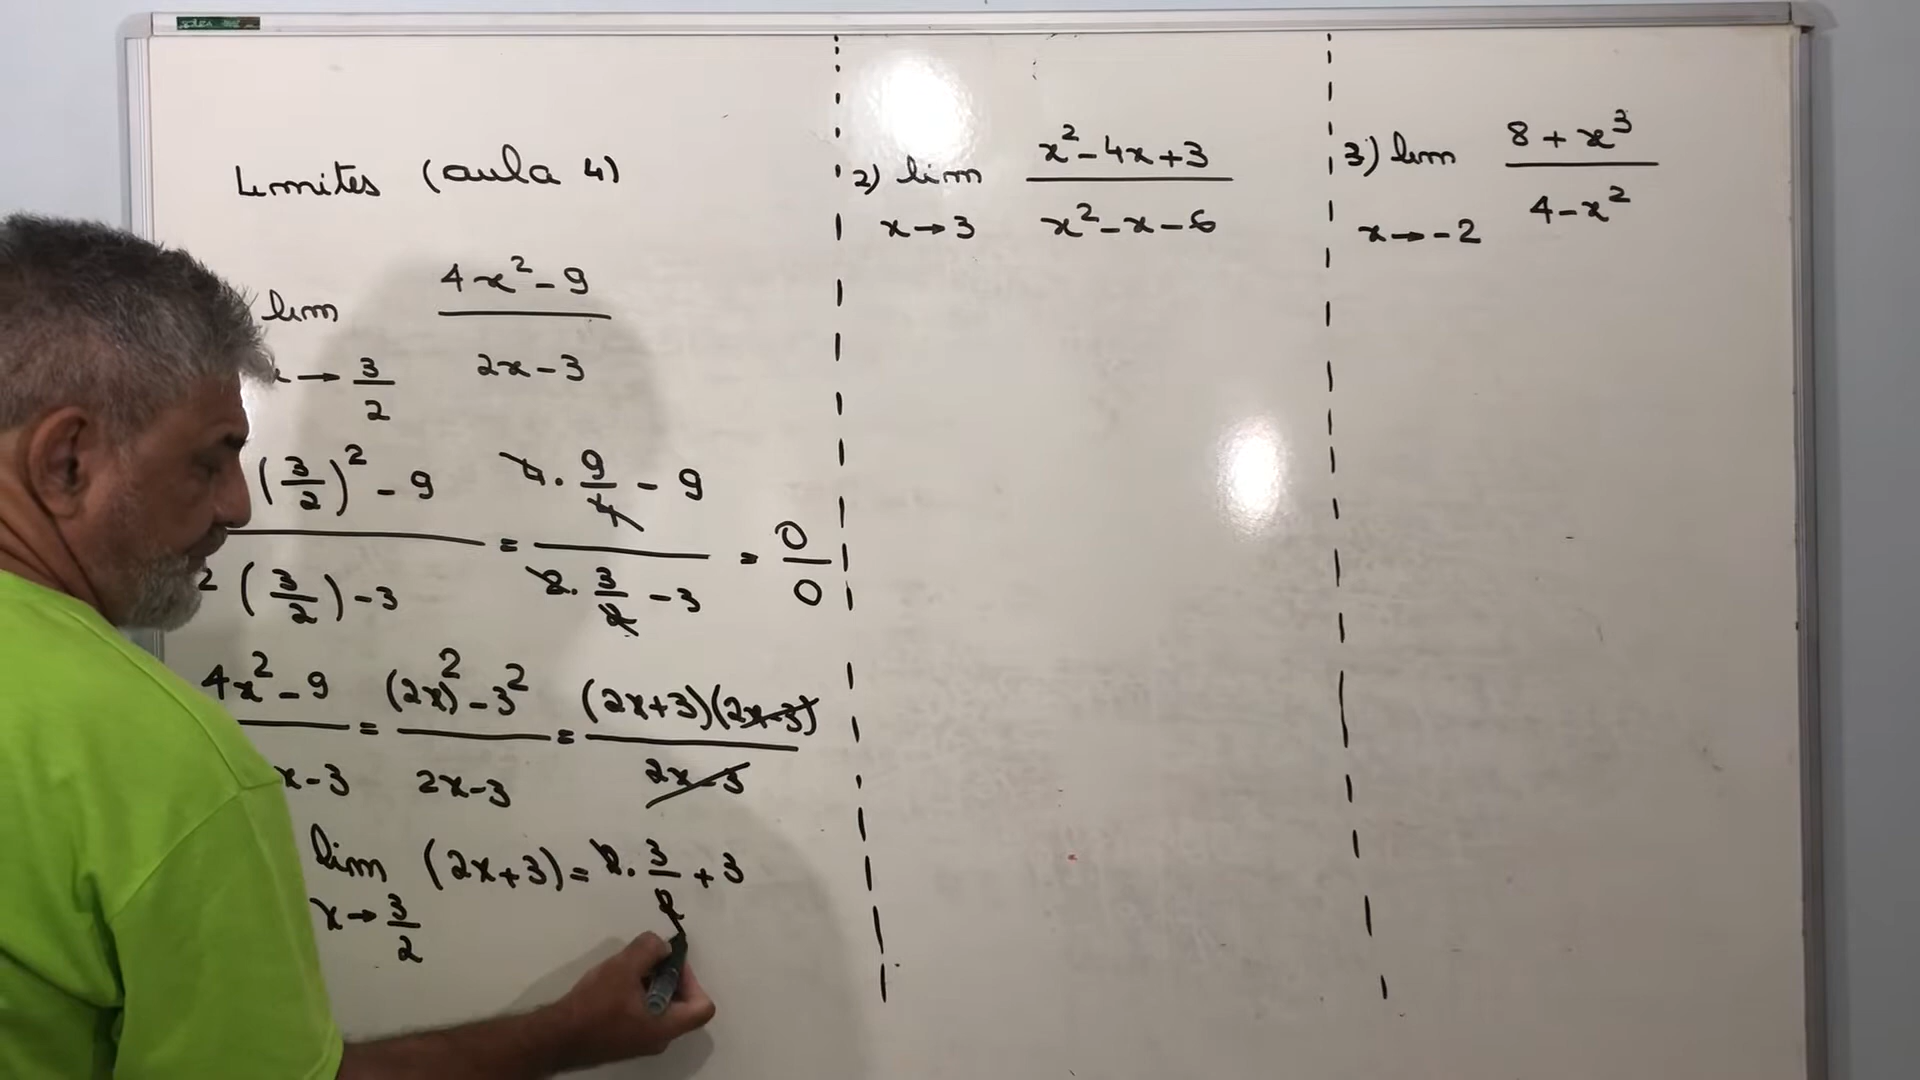 Limites (aula 4)
lim 4x² - 9
x → 3/2 2x - 3
(3/2)² - 9 4 . 9/4 - 9
= = 0/0
2 (3/2) - 3 2 . 3/2 - 3
4x² - 9 = (2x)² - 3² = (2x+3)(2x-3)
x - 3 2x - 3 2x - 3
lim (2x+3) = 2 . 3/2 + 3
x → 3/2
2) lim x² - 4x + 3
x → 3 x² - x - 6
3) lim 8 + x³
x → -2 4 - x²